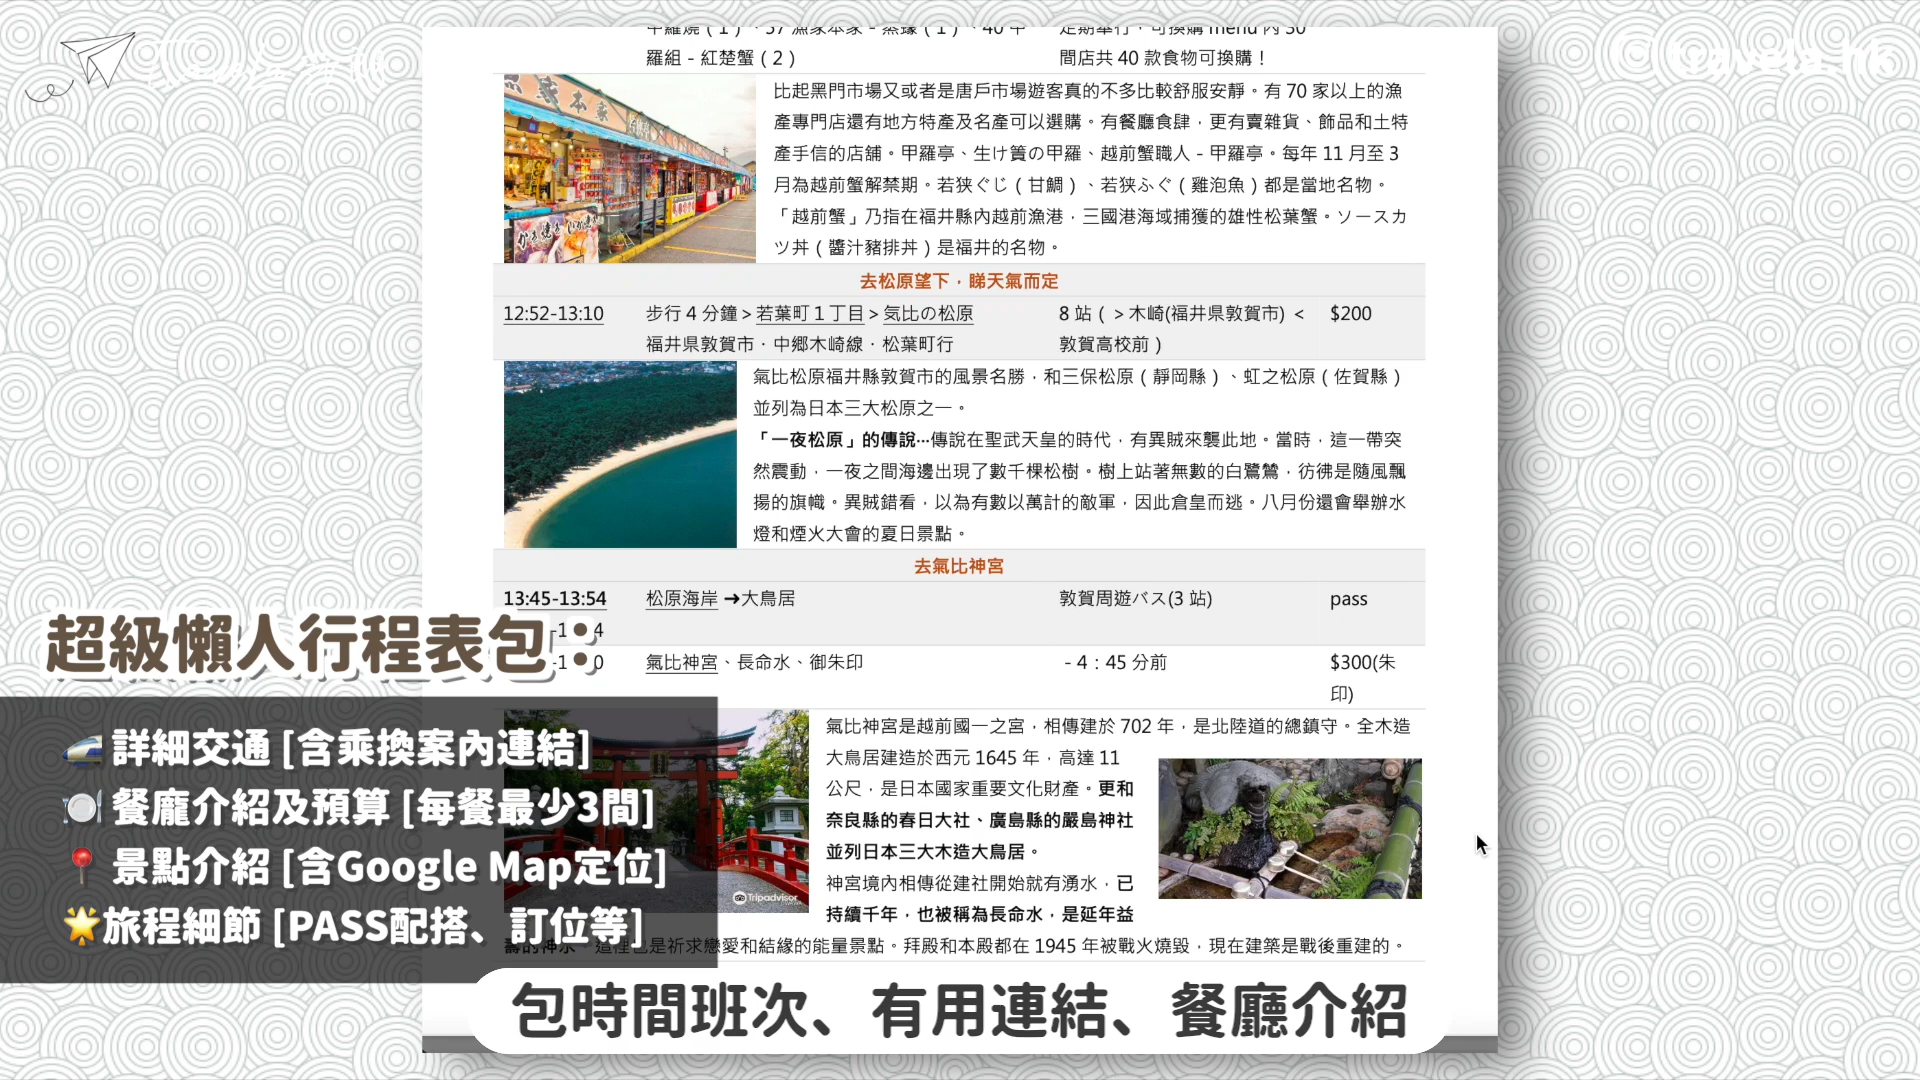 羅組 - 紅楚蟹 ( 2 )
間店共 40 款食物可換購！
比起黑門市場又或者是唐戶市場遊客真的不多比較舒服安靜。有 70 家以上的漁
產專門店還有地方特產及名產可以選購。有餐廳食肆，更有賣雜貨、飾品和土特
產手信的店舖。甲羅亭、生け簀の甲羅、越前蟹職人 - 甲羅亭。每年 11 月至 3
月為越前蟹解禁期。若狭ぐじ ( 甘鯛 ) 、若狭ふぐ ( 雞泡魚 ) 都是當地名物。
「越前蟹」乃指在福井縣內越前漁港，三國港海域捕獲的雄性松葉蟹。ソースカ
ツ丼 ( 醬汁豬排丼 ) 是福井的名物。
去松原望下，睇天氣而定
12:52-13:10
步行 4 分鐘 > 若葉町１丁目 > 気比の松原
8 站 ( > 木崎(福井県敦賀市) <
$200
福井県敦賀市・中郷木崎線・松葉町行
敦賀高校前 )
氣比松原福井縣敦賀市的風景名勝，和三保松原 ( 靜岡縣 ) 、虹之松原 ( 佐賀縣 )
並列為日本三大松原之一。
「一夜松原」的傳說…傳說在聖武天皇的時代，有異賊來襲此地。當時，這一帶突
然震動，一夜之間海邊出現了數千棵松樹。樹上站著無數的白鷺鷥，彷彿是隨風飄
揚的旗幟。異賊錯看，以為有數以萬計的敵軍，因此倉皇而逃。八月份還會舉辦水
燈和煙火大會的夏日景點。
去氣比神宮
13:45-13:54
松原海岸 ➜大鳥居
敦賀周遊バス(3 站)
pass
氣比神宮、長命水、御朱印
- 4：45 分前
$300(朱
印)
氣比神宮是越前國一之宮，相傳建於 702 年，是北陸道的總鎮守。全木造
大鳥居建造於西元 1645 年，高達 11
公尺，是日本國家重要文化財產。更和
奈良縣的春日大社、廣島縣的嚴島神社
並列日本三大木造大鳥居。
神宮境內相傳從建社開始就有湧水，已
持續千年，也被稱為長命水，是延年益
壽的神水。這裡也是祈求戀愛和結緣的能量景點。拜殿和本殿都在 1945 年被戰火燒毀，現在建築是戰後重建的。
Tripadvisor
超級懶人行程表包：
詳細交通 [含乘換案內連結]
餐廳介紹及預算 [每餐最少3間]
景點介紹 [含Google Map定位]
旅程細節 [PASS配搭、訂位等]
包時間班次、有用連結、餐廳介紹